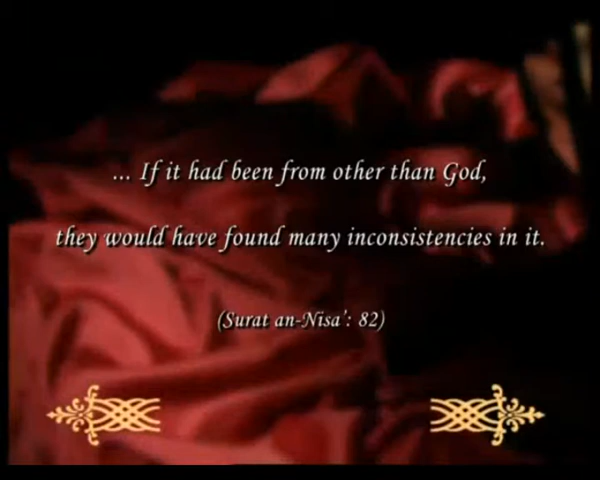 ... If it had been from other than God,
they would have found many inconsistencies in it.
(Surat an-Nisa': 82)